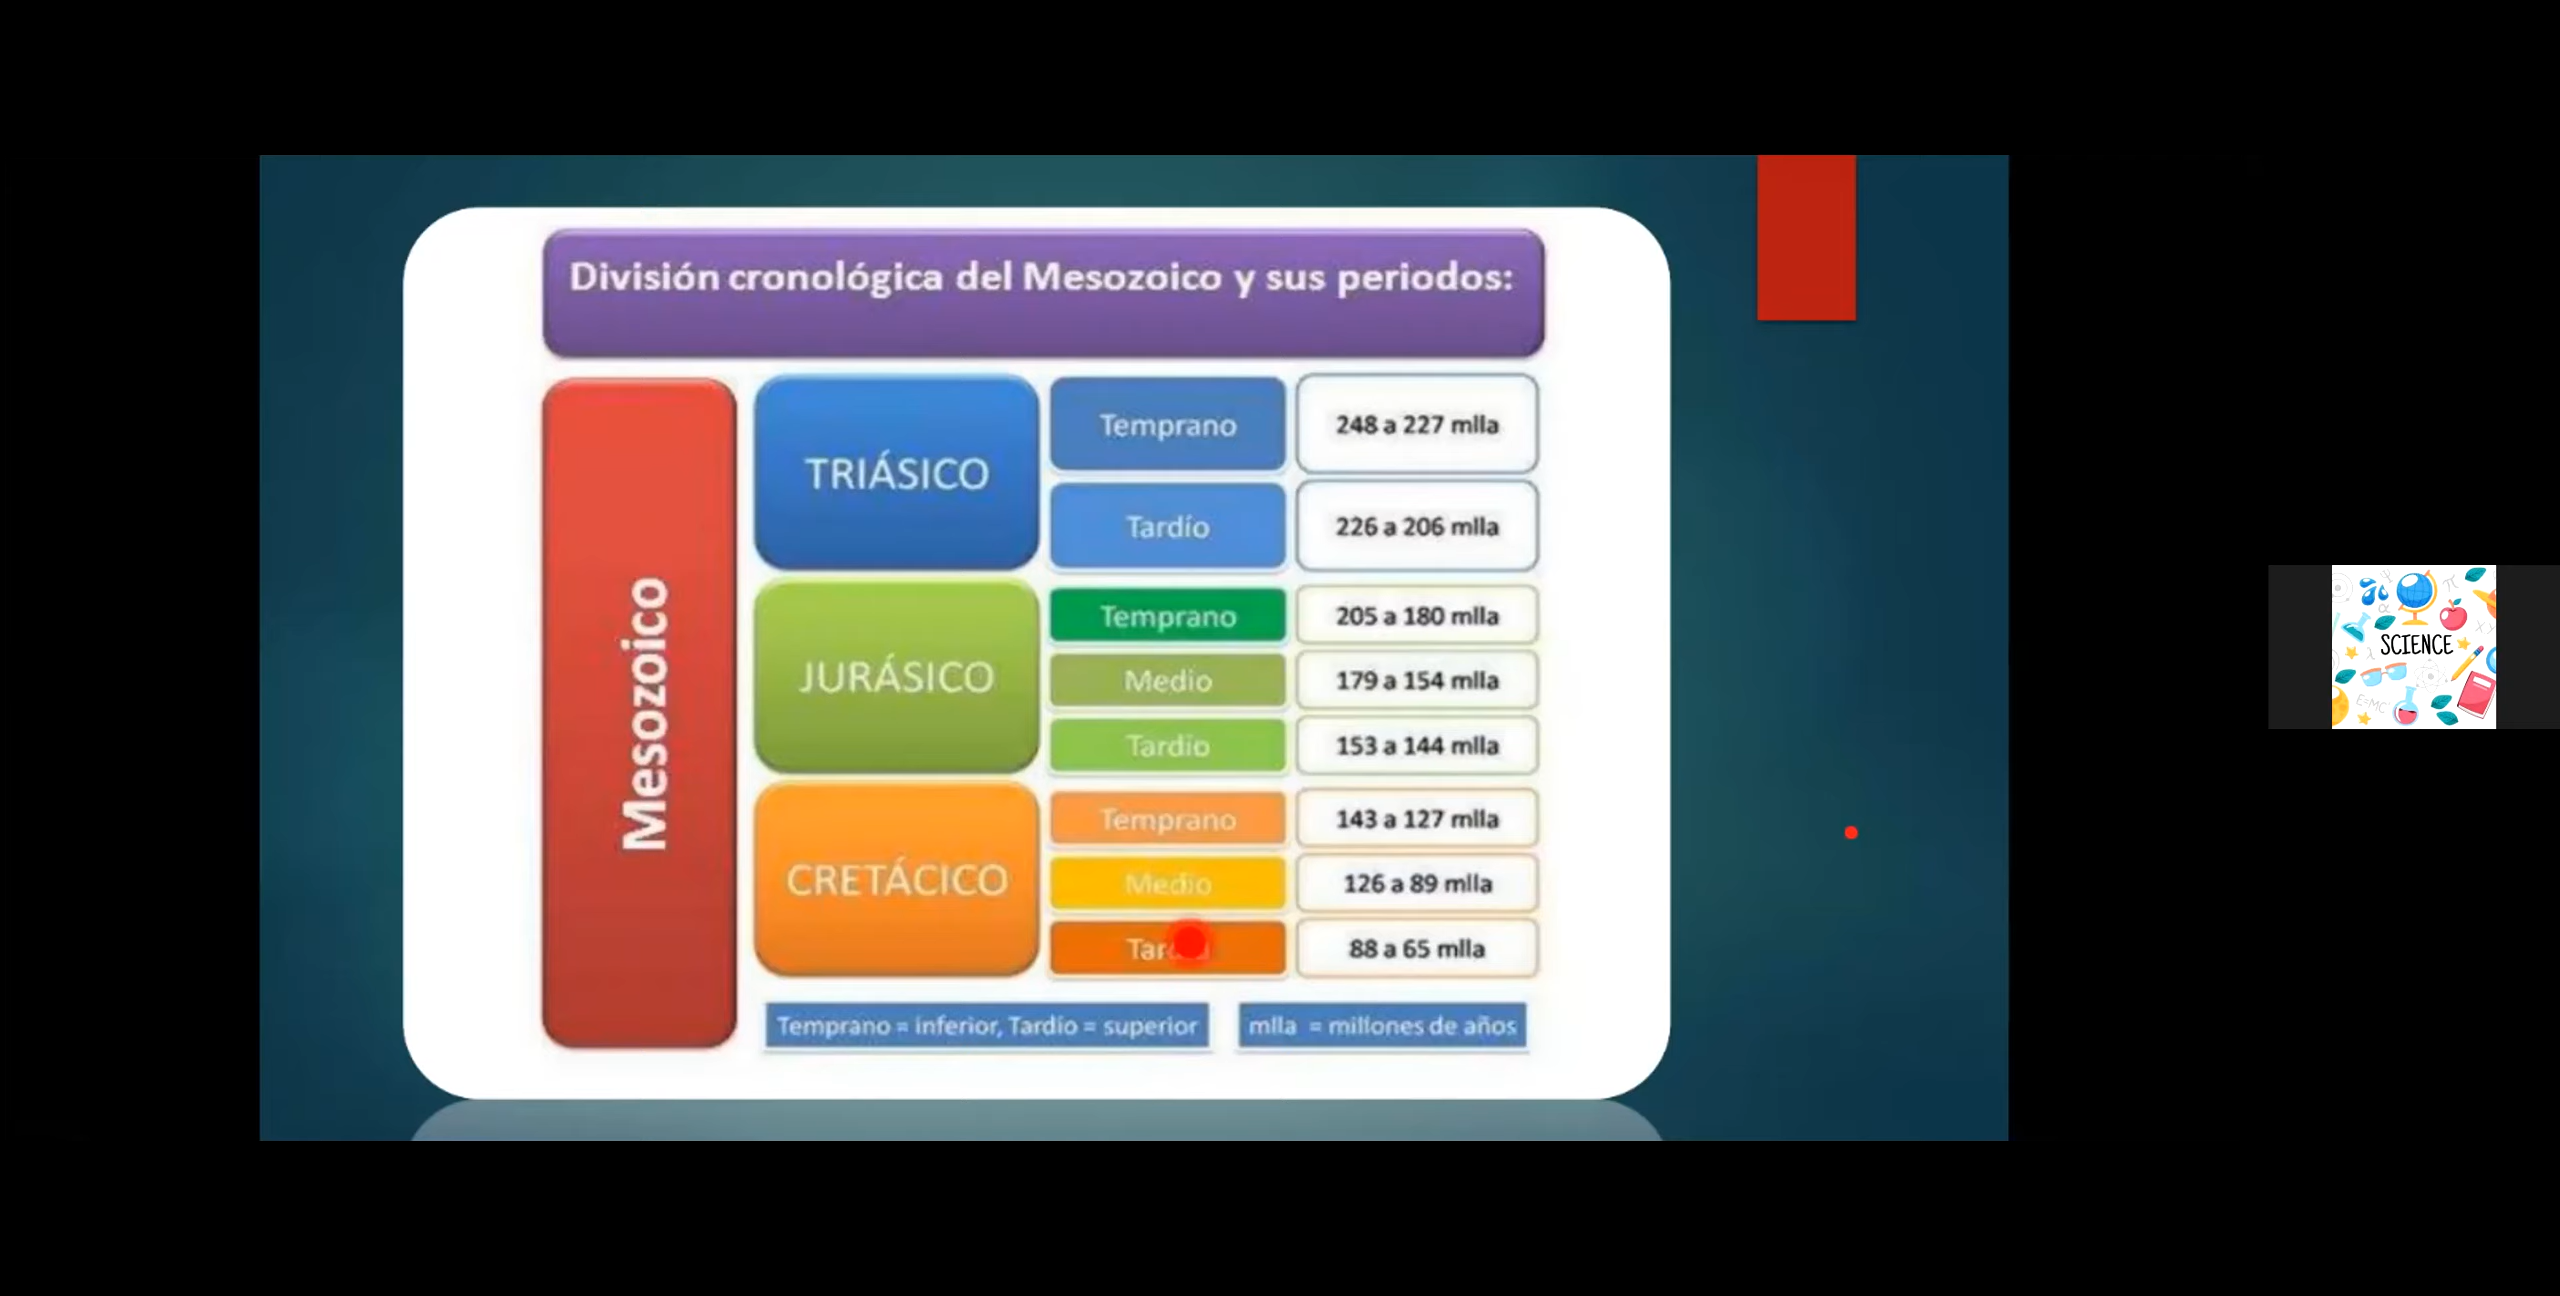 División cronológica del Mesozoico y sus periodos:
Mesozoico
TRIÁSICO
Temprano
248 a 227 mlla
Tardío
226 a 206 mlla
JURÁSICO
Temprano
205 a 180 mlla
Medio
179 a 154 mlla
Tardío
153 a 144 mlla
CRETÁCICO
Temprano
143 a 127 mlla
Medio
126 a 89 mlla
88 a 65 mlla
Temprano = inferior, Tardío = superior
mlla = millones de años
SCIENCE